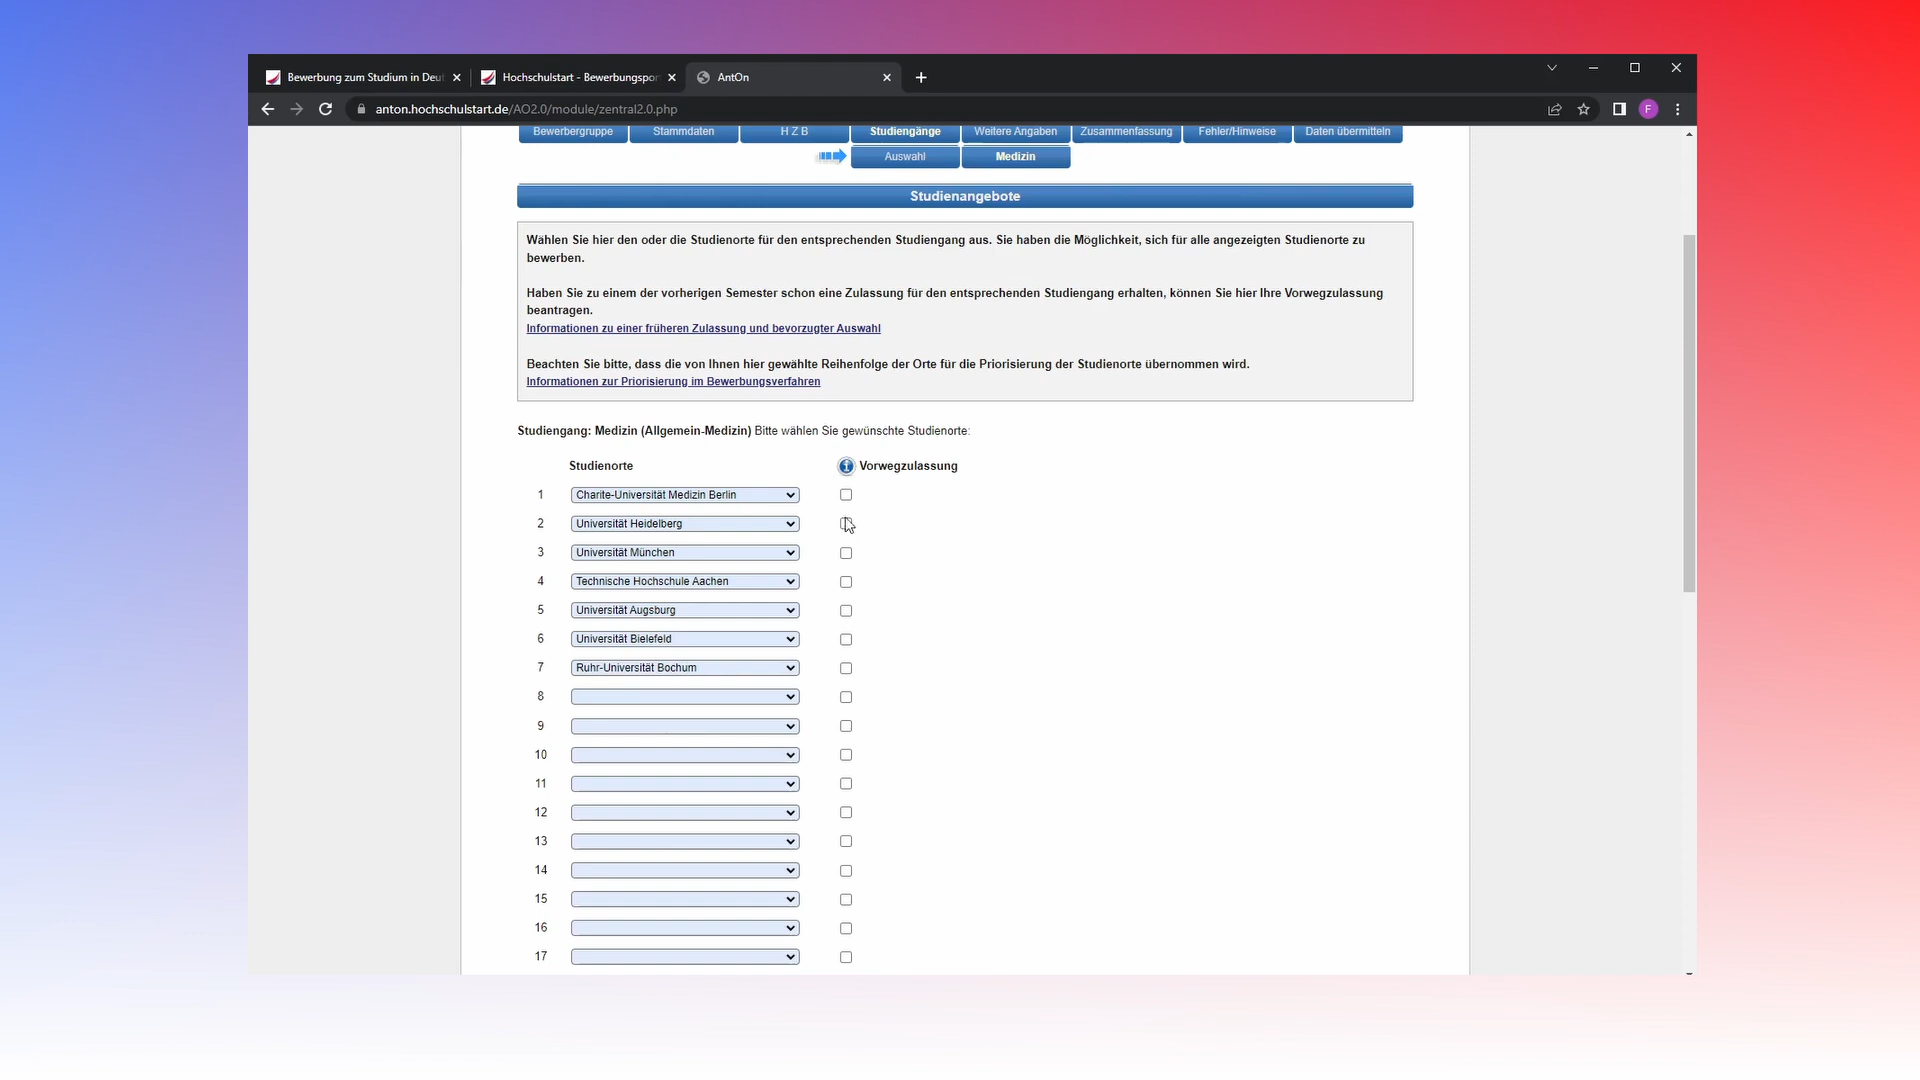 Bewerbung zum Studium in Deu
Hochschulstart - Bewerbungspor
AntOn
anton.hochschulstart.de/AO2.0/module/zentral2.0.php
F
Bewerbergruppe
Stammdaten
H Z B
Studiengänge
Weitere Angaben
Zusammenfassung
Fehler/Hinweise
Daten übermitteln
Auswahl
Medizin
Studienangebote
Wählen Sie hier den oder die Studienorte für den entsprechenden Studiengang aus. Sie haben die Möglichkeit, sich für alle angezeigten Studienorte zu
bewerben.
Haben Sie zu einem der vorherigen Semester schon eine Zulassung für den entsprechenden Studiengang erhalten, können Sie hier Ihre Vorwegzulassung
beantragen.
Informationen zu einer früheren Zulassung und bevorzugter Auswahl
Beachten Sie bitte, dass die von Ihnen hier gewählte Reihenfolge der Orte für die Priorisierung der Studienorte übernommen wird.
Informationen zur Priorisierung im Bewerbungsverfahren
Studiengang: Medizin (Allgemein-Medizin) Bitte wählen Sie gewünschte Studienorte:
Studienorte
Vorwegzulassung
1 Charite-Universität Medizin Berlin
2 Universität Heidelberg
3 Universität München
4 Technische Hochschule Aachen
5 Universität Augsburg
6 Universität Bielefeld
7 Ruhr-Universität Bochum
8
9
10
11
12
13
14
15
16
17